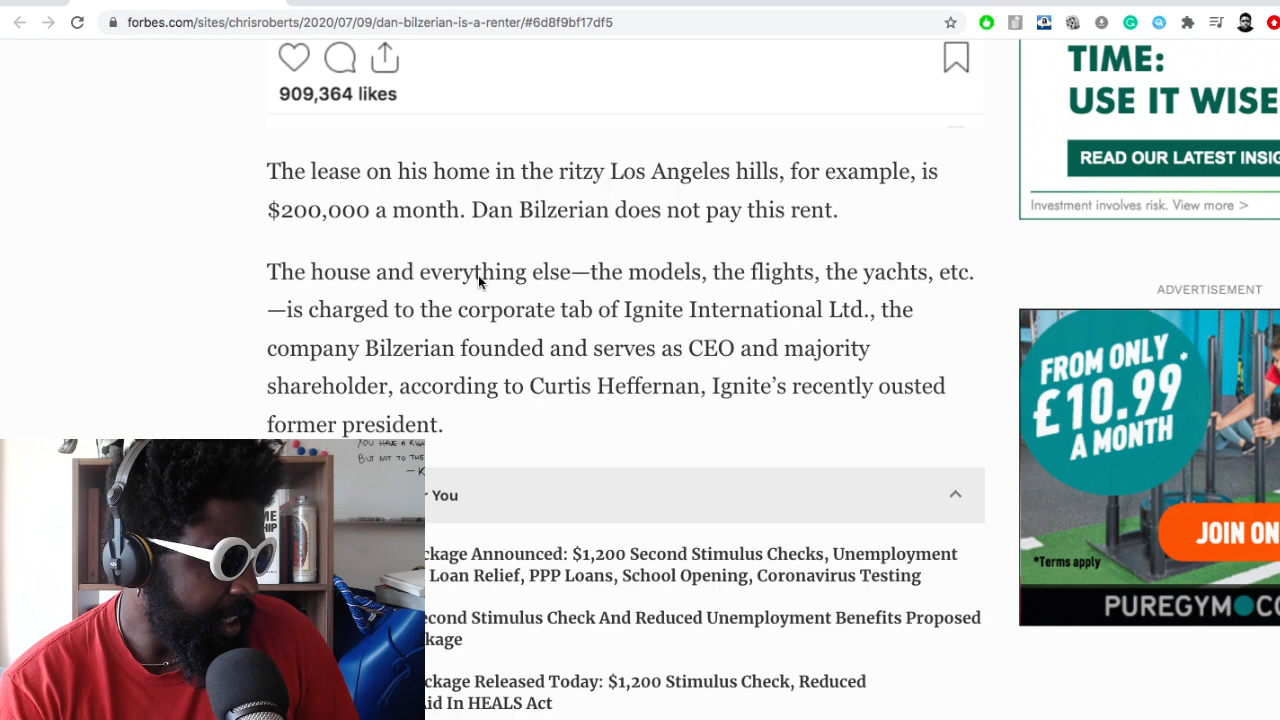 forbes.com/sites/chrisroberts/2020/07/09/dan-bilzerian-is-a-renter/#6d8f9bf17df5
909,364 likes
The lease on his home in the ritzy Los Angeles hills, for example, is
$200,000 a month. Dan Bilzerian does not pay this rent.
The house and everything else—the models, the flights, the yachts, etc.
—is charged to the corporate tab of Ignite International Ltd., the
company Bilzerian founded and serves as CEO and majority
shareholder, according to Curtis Heffernan, Ignite’s recently ousted
former president.
You
Announced: $1,200 Second Stimulus Checks, Unemployment
Loan Relief, PPP Loans, School Opening, Coronavirus Testing
Stimulus Check And Reduced Unemployment Benefits Proposed
Released Today: $1,200 Stimulus Check, Reduced
In HEALS Act
TIME:
USE IT WISE
READ OUR LATEST INSIG
Investment involves risk. View more >
ADVERTISEMENT
FROM ONLY
£10.99
A MONTH
JOIN ON
*Terms apply
PUREGYM CO
YOU HAVE A
BUT NOT TO THE